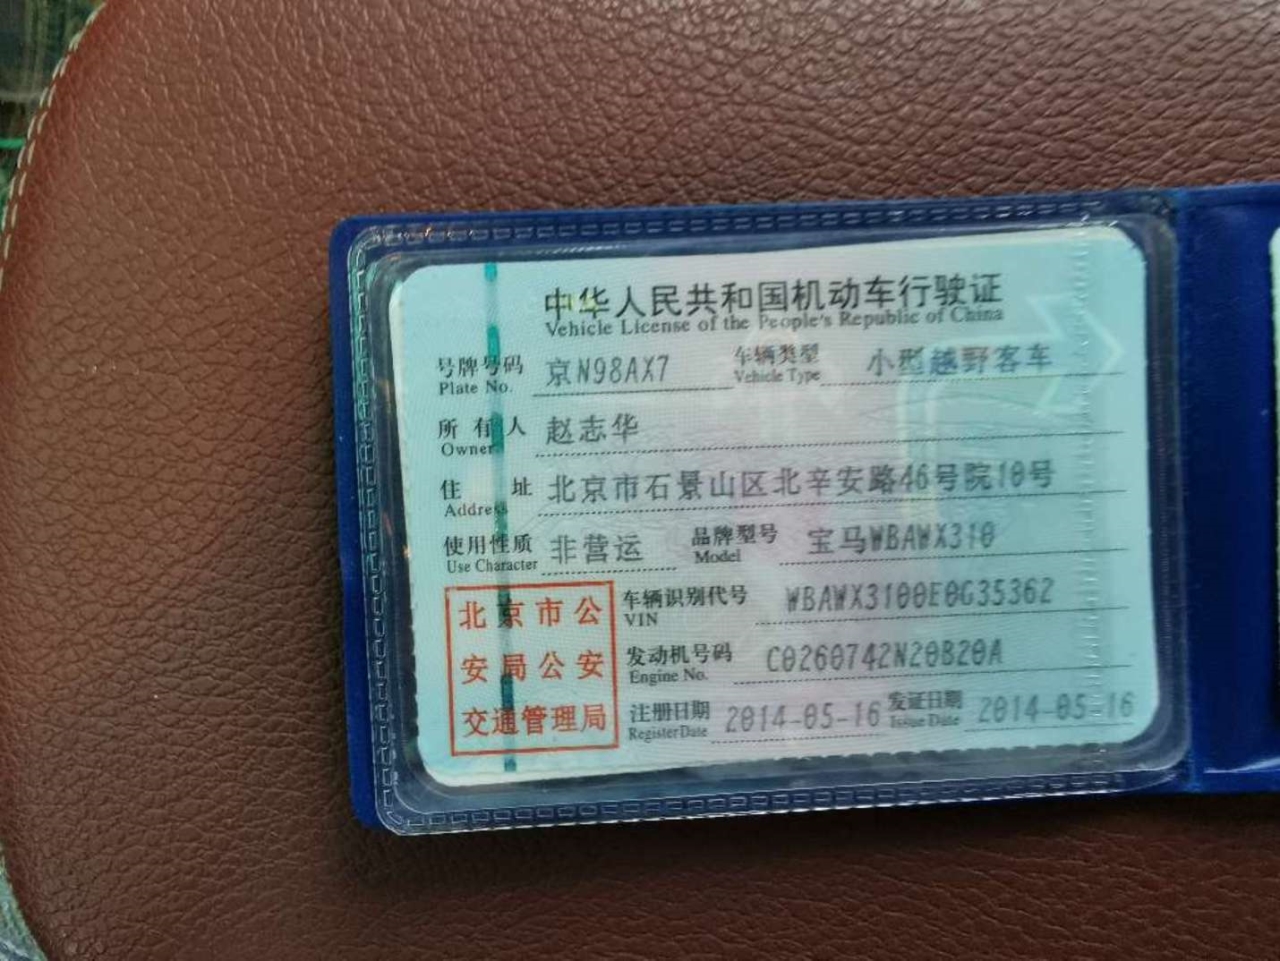 中华人民共和国机动车行驶证
Vehicle License of the People's Republic of China
号牌号码 京N98AX7 车辆类型 小型越野客车
Plate No. Vehicle Type
所有人 赵志华
Owner
住址 北京市石景山区北辛安路46号院10号
Address
使用性质 非营运 品牌型号 宝马WBAWX310
Use Character Model
北京市公
安局公安
交通管理局
车辆识别代号 WBAWX3100E0G35362
VIN
发动机号码 C0260742N20B20A
Engine No.
注册日期 2014-05-16 发证日期 2014-05-16
Register Date Issue Date